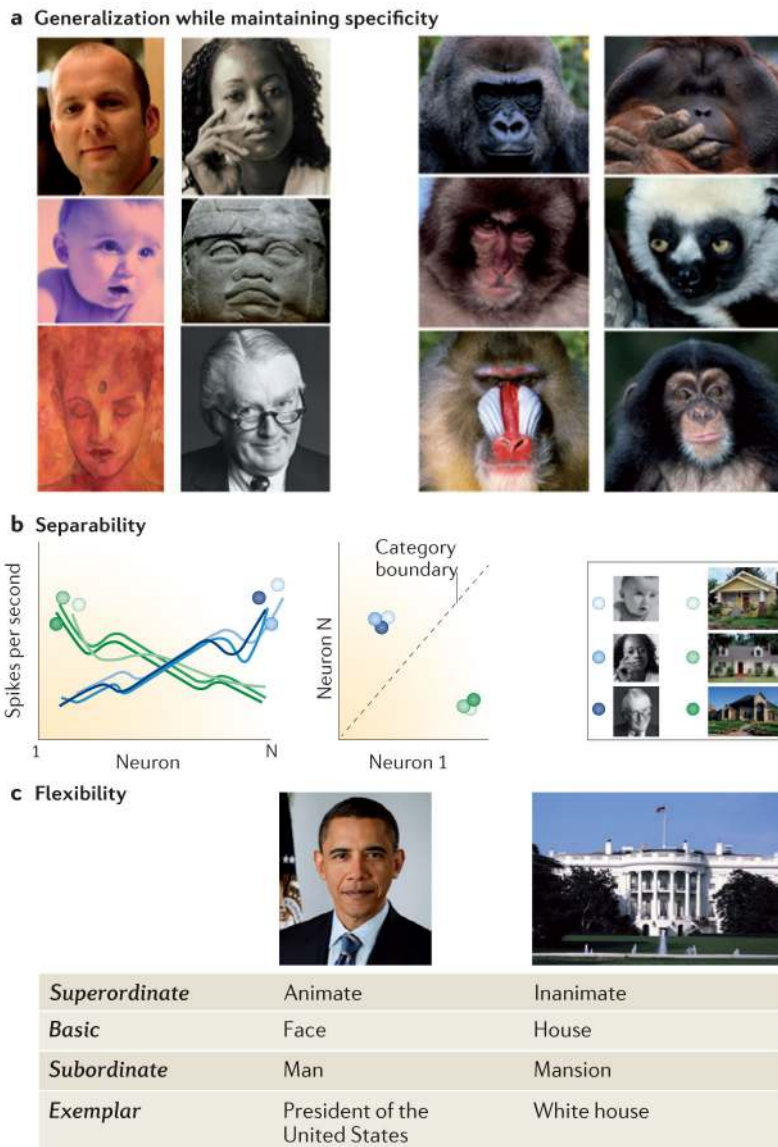 a Generalization while maintaining specificity
b Separability
Spikes per second
1
Neuron
N
Category
boundary
Neuron N
Neuron 1
c Flexibility
Superordinate Animate Inanimate
Basic Face House
Subordinate Man Mansion
Exemplar President of the White house
United States